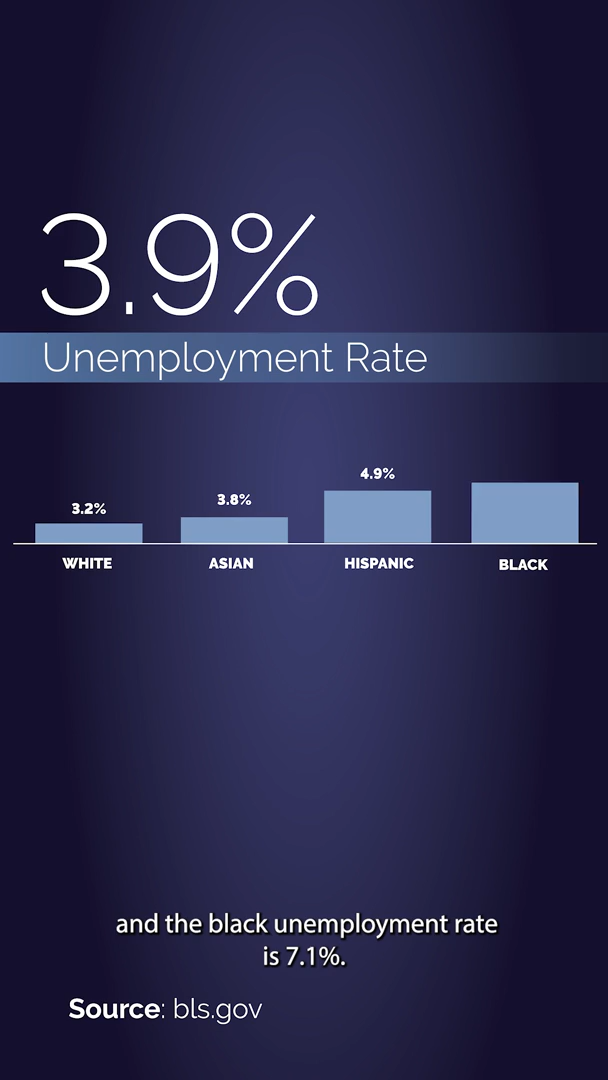 3.9%
Unemployment Rate
3.2% 3.8% 4.9%
WHITE ASIAN HISPANIC BLACK
and the black unemployment rate
is 7.1%.
Source: bls.gov